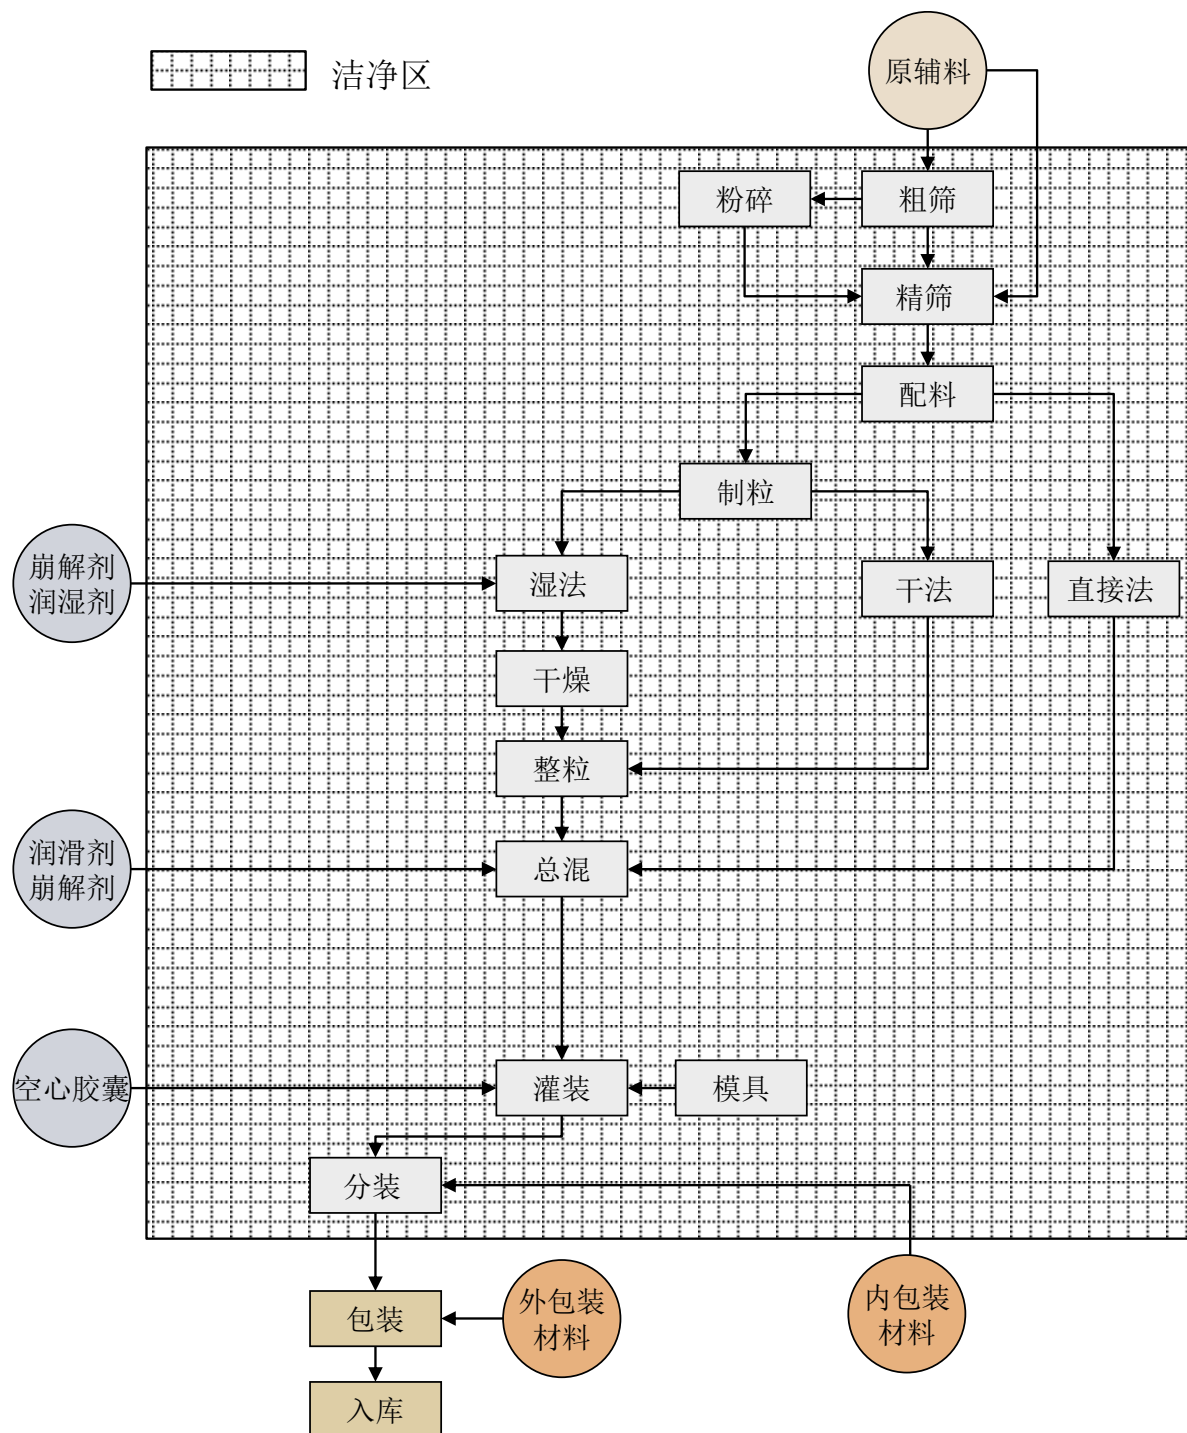 洁净区
原辅料
粉碎
粗筛
精筛
配料
制粒
崩解剂
润湿剂
湿法
干法
直接法
干燥
整粒
润滑剂
崩解剂
总混
空心胶囊
灌装
模具
分装
包装
外包装
材料
内包装
材料
入库